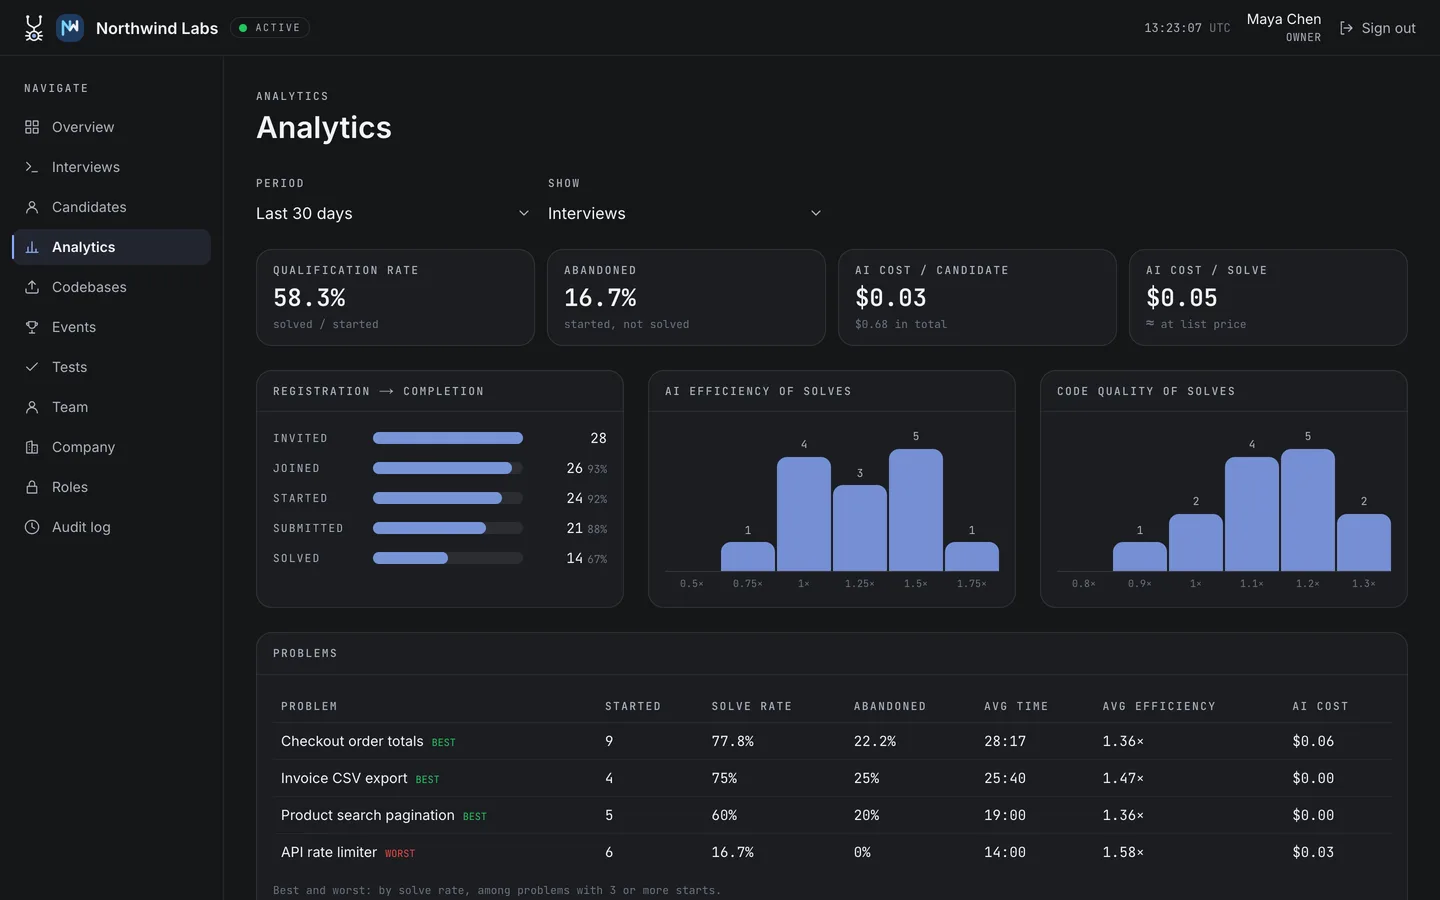 Northwind Labs
ACTIVE
13:23:07 UTC
Maya Chen
OWNER
Sign out
NAVIGATE
Overview
Interviews
Candidates
Analytics
Codebases
Events
Tests
Team
Company
Roles
Audit log
ANALYTICS
Analytics
PERIOD
Last 30 days
SHOW
Interviews
QUALIFICATION RATE
58.3%
solved / started
ABANDONED
16.7%
started, not solved
AI COST / CANDIDATE
$0.03
$0.68 in total
AI COST / SOLVE
$0.05
≈ at list price
REGISTRATION → COMPLETION
INVITED 28
JOINED 26 93%
STARTED 24 92%
SUBMITTED 21 88%
SOLVED 14 67%
AI EFFICIENCY OF SOLVES
1 4 3 5 1
0.5× 0.75× 1× 1.25× 1.5× 1.75×
CODE QUALITY OF SOLVES
1 2 4 5 2
0.8× 0.9× 1× 1.1× 1.2× 1.3×
PROBLEMS
PROBLEM STARTED SOLVE RATE ABANDONED AVG TIME AVG EFFICIENCY AI COST
Checkout order totals BEST 9 77.8% 22.2% 28:17 1.36× $0.06
Invoice CSV export BEST 4 75% 25% 25:40 1.47× $0.00
Product search pagination BEST 5 60% 20% 19:00 1.36× $0.00
API rate limiter WORST 6 16.7% 0% 14:00 1.58× $0.03
Best and worst: by solve rate, among problems with 3 or more starts.